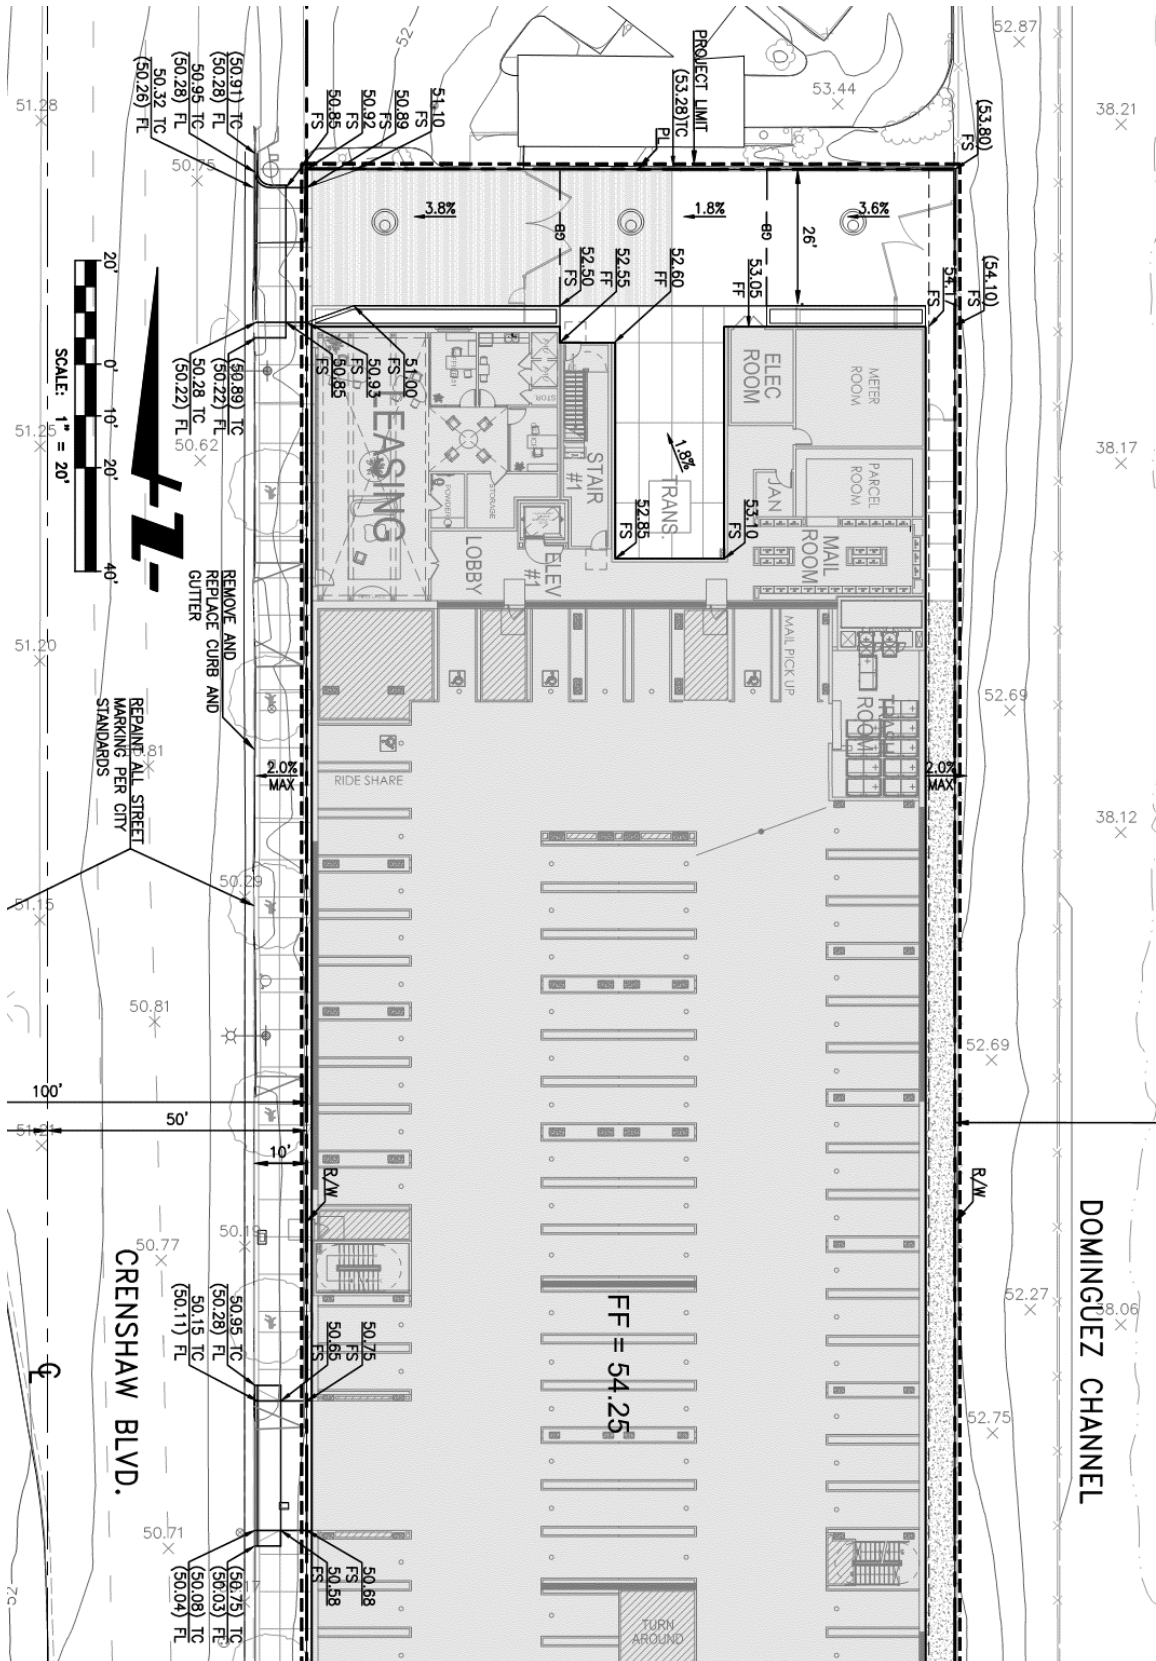 52.87
52
PROJECT LIMIT
(53.28)TC
PL
53.44
38.21
51.28
50.75
(50.91) TC
(50.28) FL
50.95 TC
(50.28) FL
50.32 TC
(50.26) FL
51.10
FS
50.89
FS
50.92
FS
50.85
FS
(53.80)
FS
3.8%
1.8%
3.6%
GB
GB
26'
52.50
FS
52.55
FF
52.60
FF
53.05
FF
54.17
FS
(54.10)
FS
20'
0'
10'
20'
40'
SCALE: 1" = 20'
(50.89) TC
(50.22) FL
50.28 TC
(50.22) FL
51.00
FS
50.93
FS
50.85
FS
51.25
50.62
LEASING
STOR
STORAGE
POWDER
LOBBY
ELEV
#1
STAIR
#1
TRANS.
1.8%
52.85
FS
53.10
FS
ELEC
ROOM
METER
ROOM
PARCEL
ROOM
JAN
MAIL
ROOM
38.17
REMOVE AND
REPLACE CURB AND
GUTTER
51.20
MAIL PICK UP
TRASH
ROOM
52.69
REPAINT ALL STREET
MARKING PER CITY
STANDARDS
50.81
2.0%
MAX
RIDE SHARE
2.0%
MAX
38.12
50.29
51.15
50.81
52.69
100'
50'
51.21
10'
R/W
R/W
50.19
50.77
DOMINGUEZ CHANNEL
CRENSHAW BLVD.
50.95 TC
(50.28) FL
50.15 TC
(50.11) FL
50.75
FS
50.65
FS
FF = 54.25
52.27
38.06
CL
52.75
50.71
(50.75) TC
(50.03) FL
(50.08) TC
(50.04) FL
50.68
FS
50.58
FS
TURN
AROUND
52